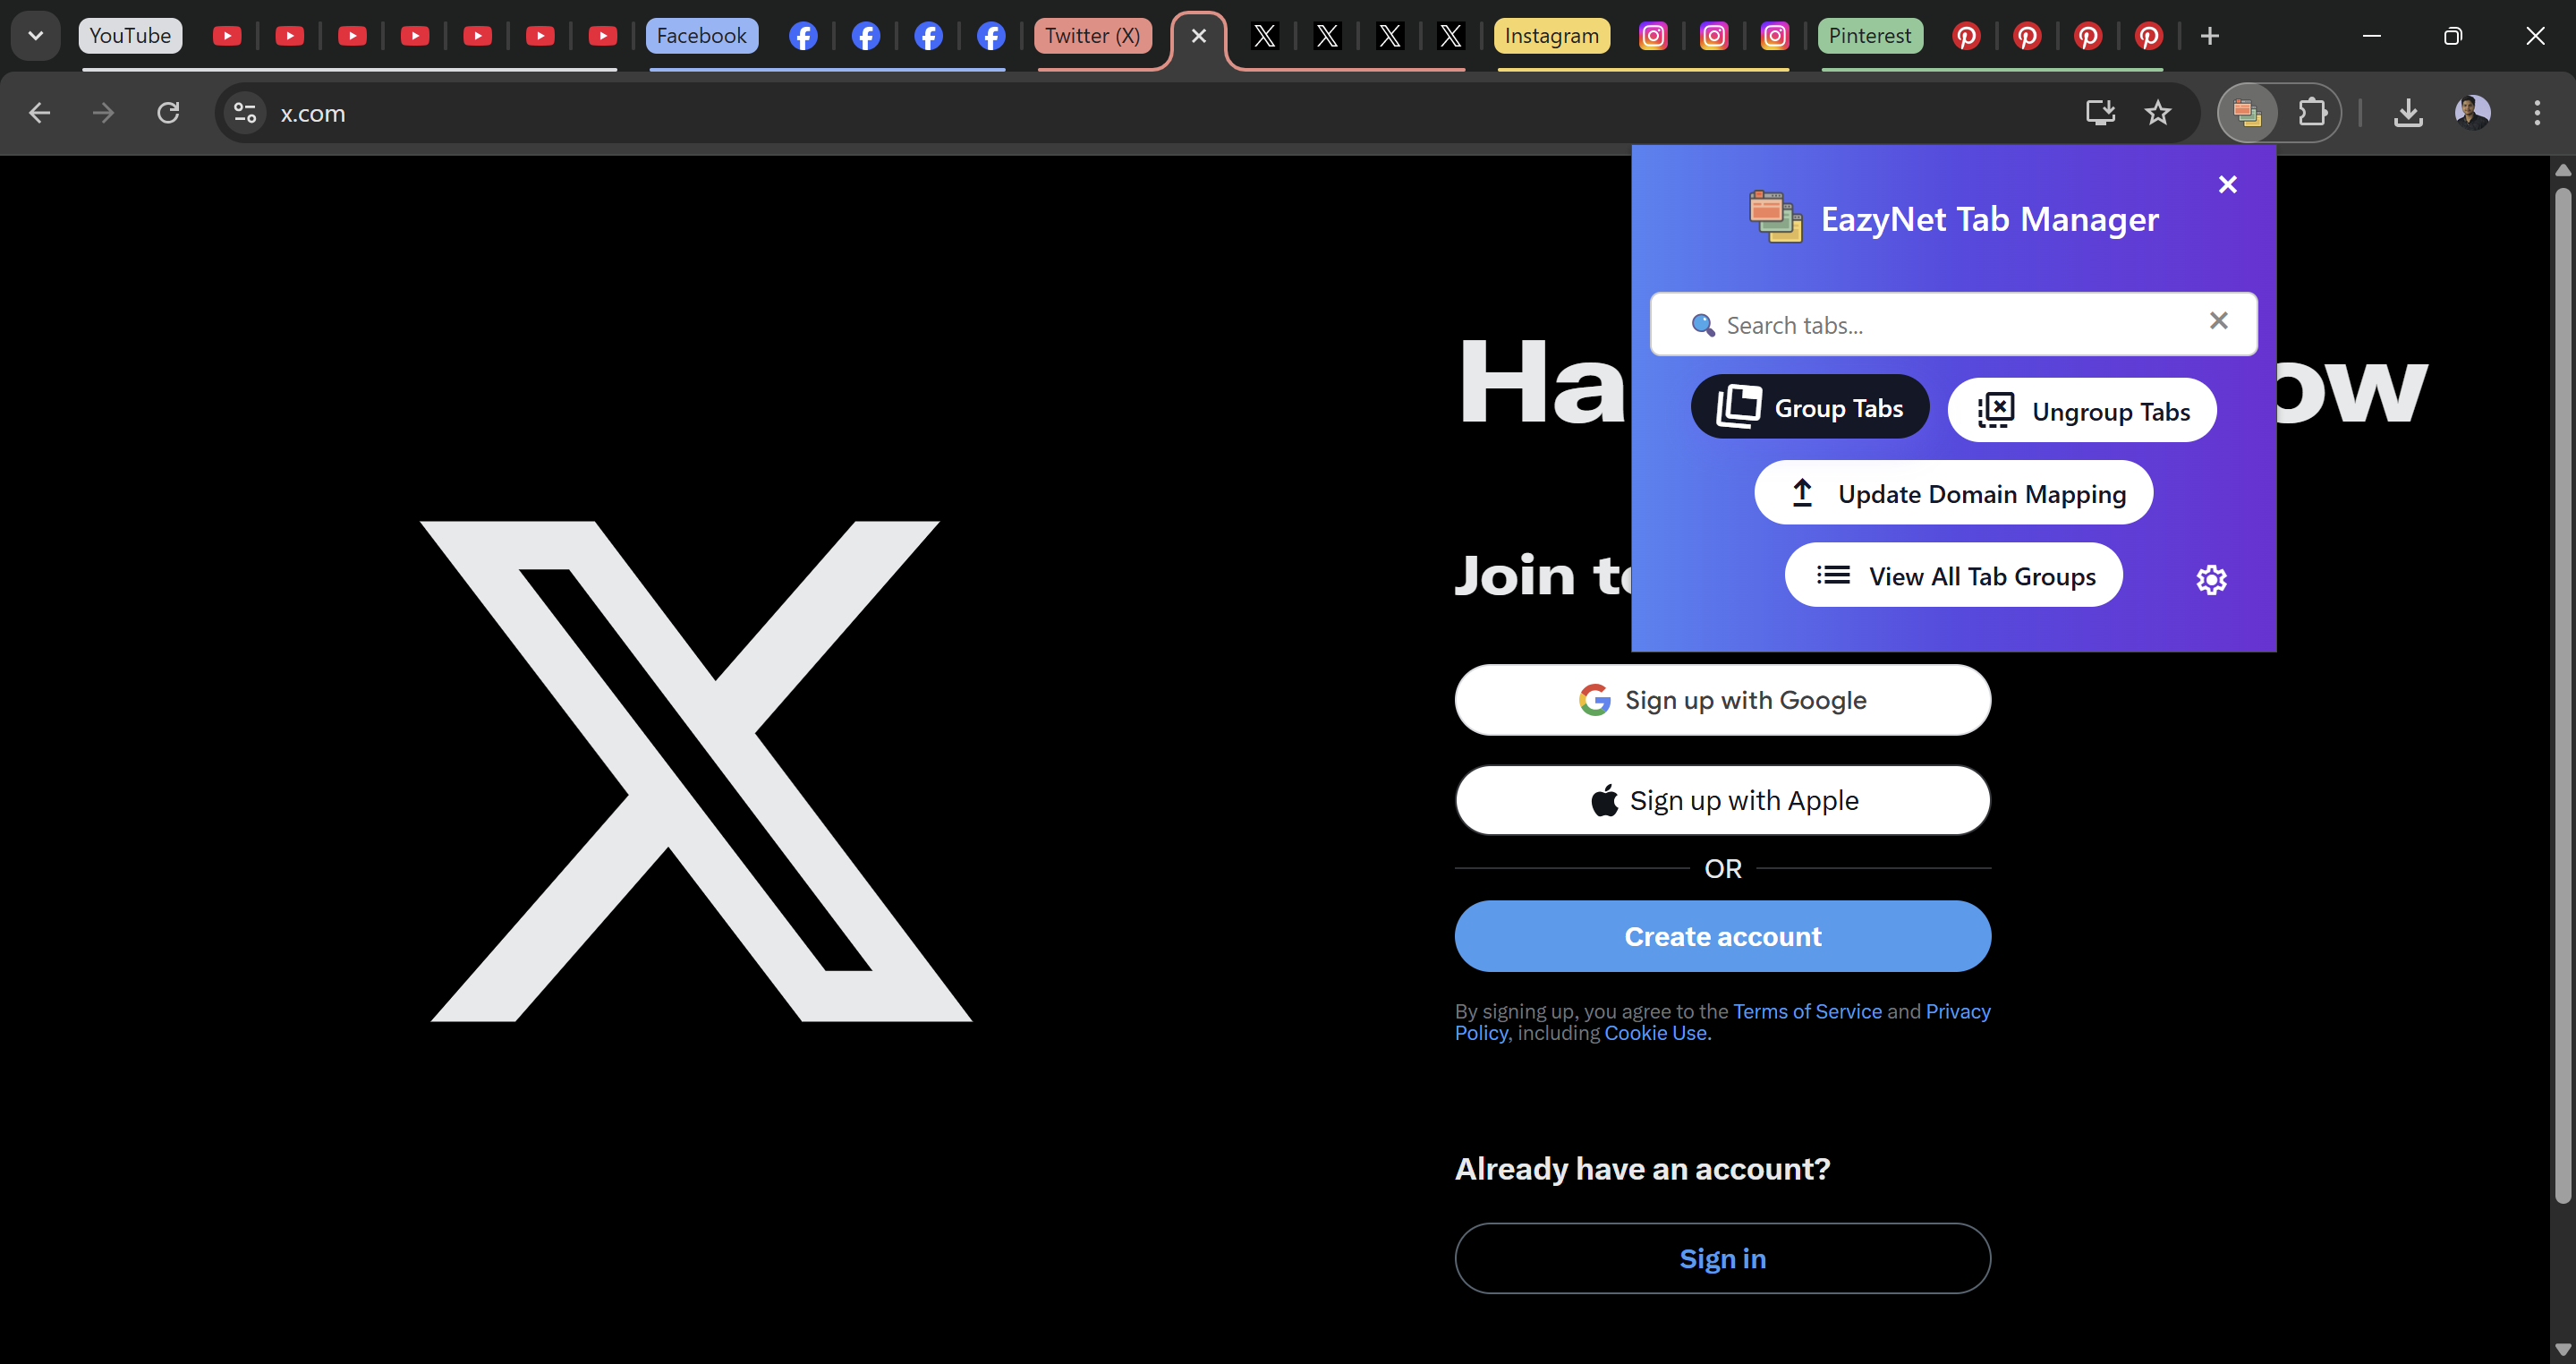 YouTube
Facebook
Twitter (X)
Instagram
Pinterest
x.com
EazyNet Tab Manager
Search tabs...
Group Tabs
Ungroup Tabs
Update Domain Mapping
View All Tab Groups
Join
Sign up with Google
Sign up with Apple
OR
Create account
By signing up, you agree to the Terms of Service and Privacy
Policy, including Cookie Use.
Already have an account?
Sign in